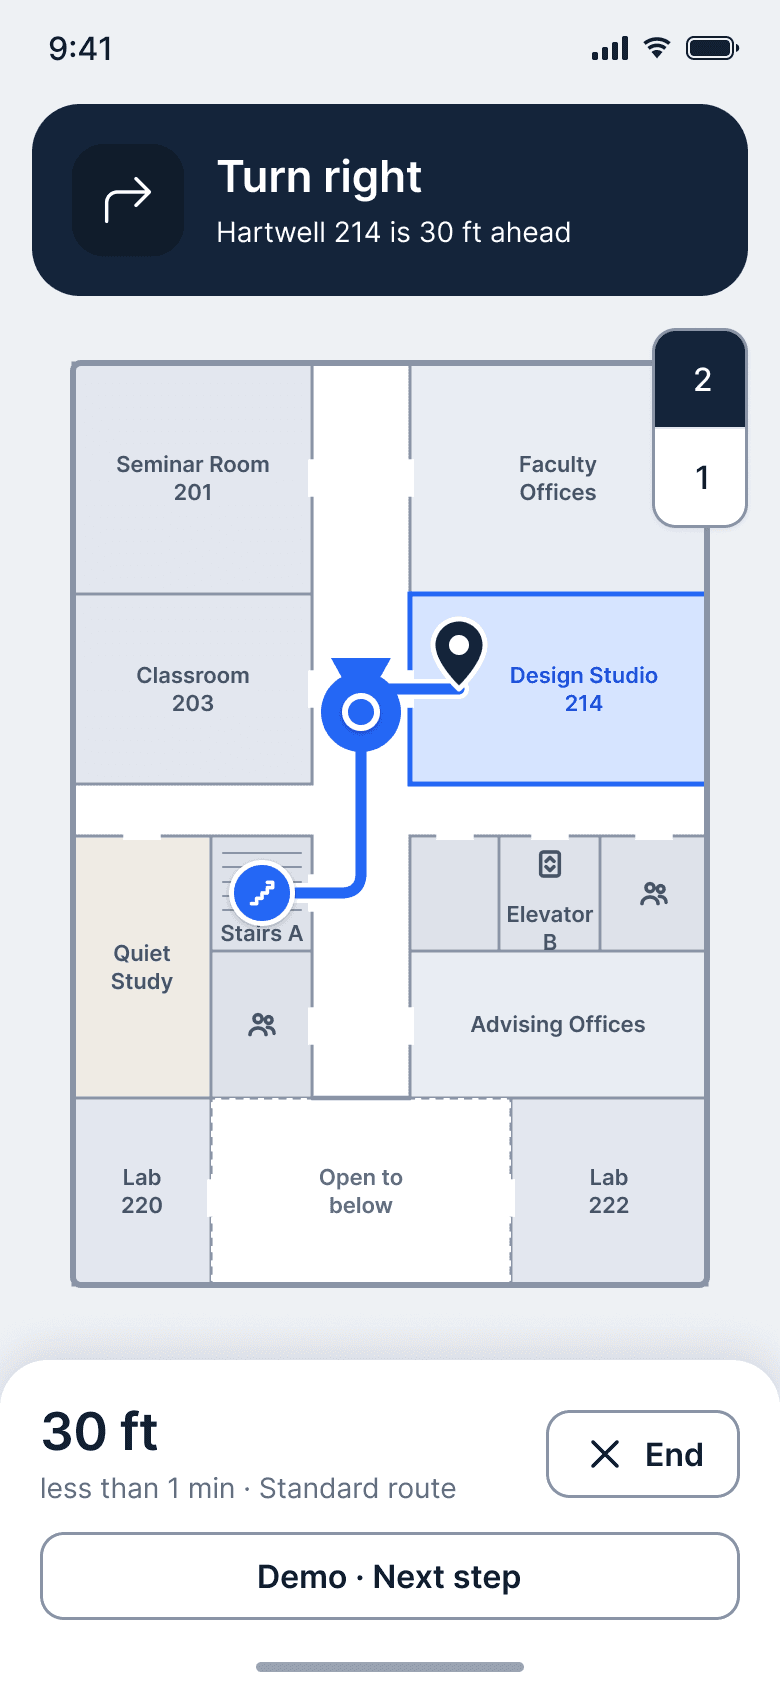 9:41
Turn right
Hartwell 214 is 30 ft ahead
2
1
Seminar Room
201
Faculty
Offices
Classroom
203
Design Studio
214
Stairs A
Elevator
B
Quiet
Study
Advising Offices
Lab
220
Open to
below
Lab
222
30 ft
less than 1 min · Standard route
End
Demo · Next step